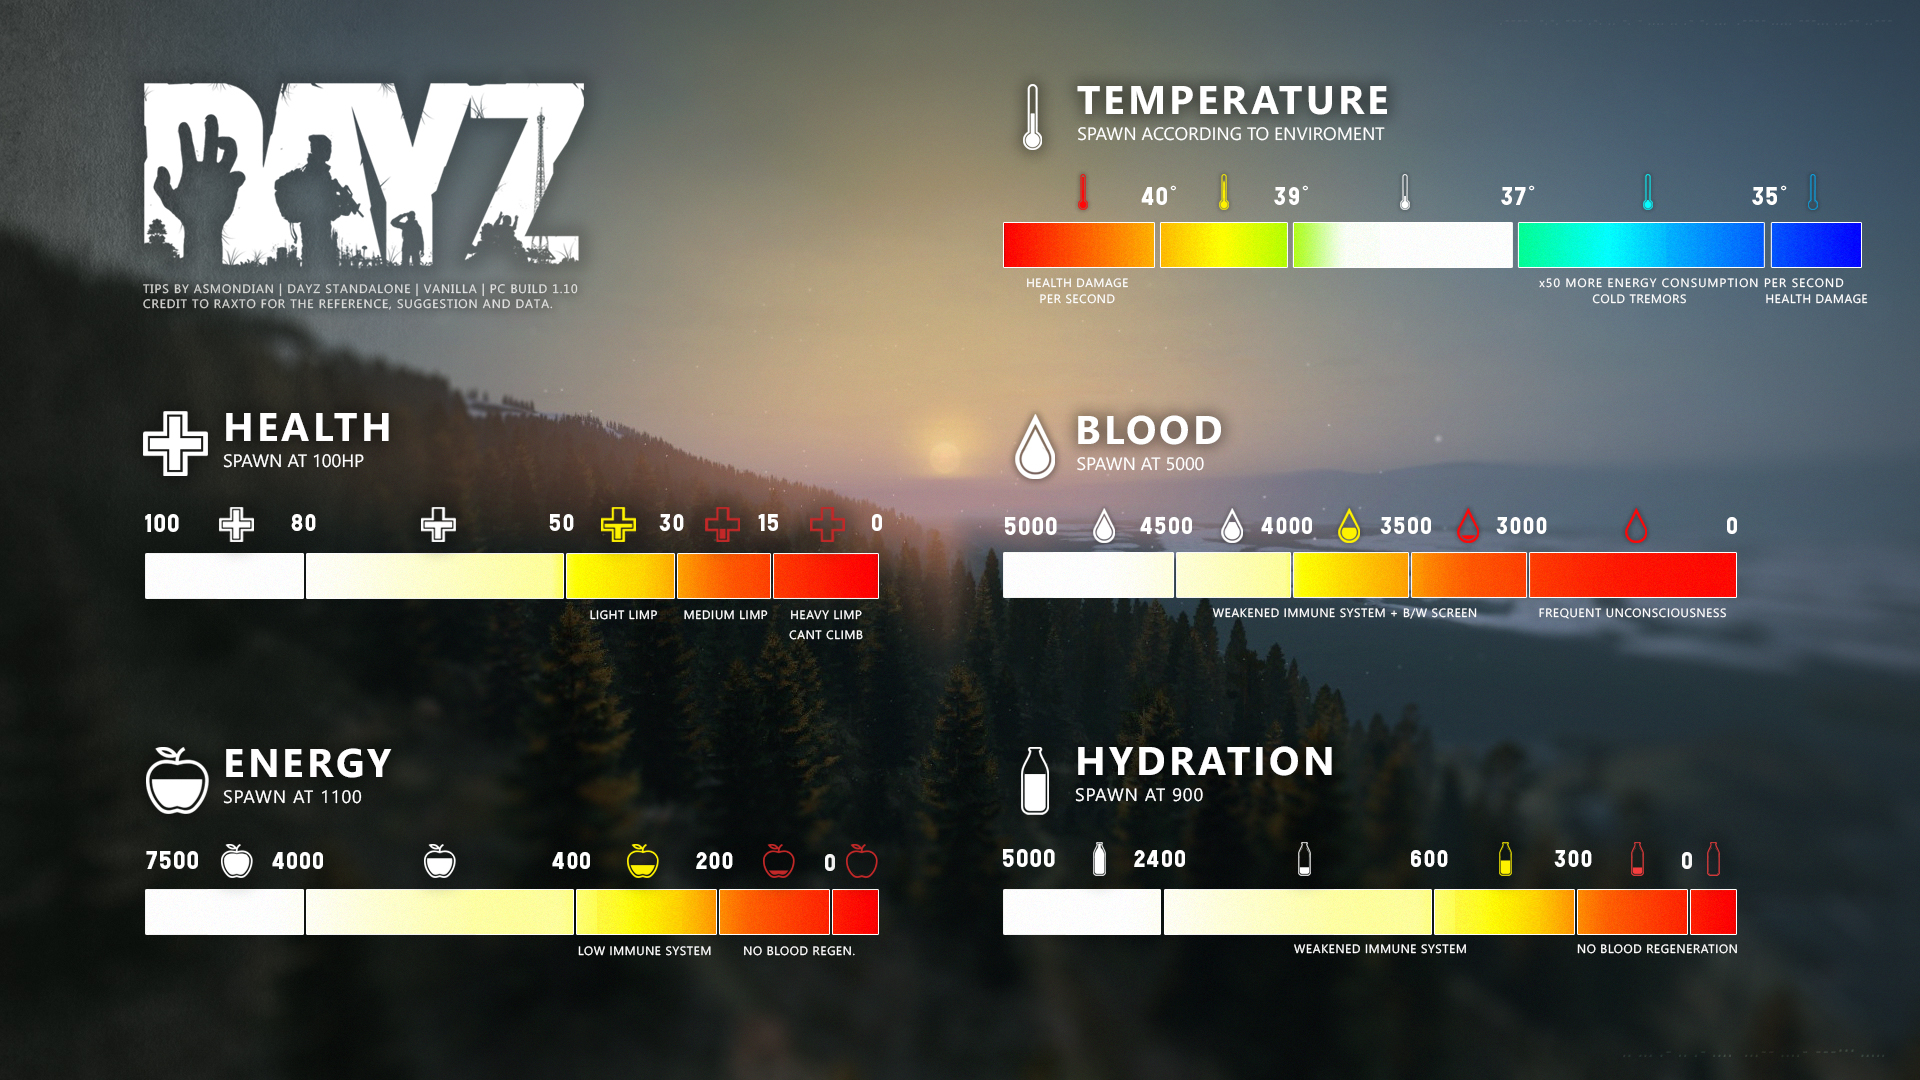 DAYZ
TIPS BY ASMONDIAN | DAYZ STANDALONE | VANILLA | PC BUILD 1.10
CREDIT TO RAXTO FOR THE REFERENCE, SUGGESTION AND DATA.
TEMPERATURE
SPAWN ACCORDING TO ENVIROMENT
40° 39° 37° 35°
HEALTH DAMAGE
PER SECOND
x50 MORE ENERGY CONSUMPTION PER SECOND
COLD TREMORS
HEALTH DAMAGE
HEALTH
SPAWN AT 100HP
100 80 50 30 15 0
LIGHT LIMP MEDIUM LIMP HEAVY LIMP
CANT CLIMB
BLOOD
SPAWN AT 5000
5000 4500 4000 3500 3000 0
WEAKENED IMMUNE SYSTEM + B/W SCREEN FREQUENT UNCONSCIOUSNESS
ENERGY
SPAWN AT 1100
7500 4000 400 200 0
LOW IMMUNE SYSTEM NO BLOOD REGEN.
HYDRATION
SPAWN AT 900
5000 2400 600 300 0
WEAKENED IMMUNE SYSTEM NO BLOOD REGENERATION